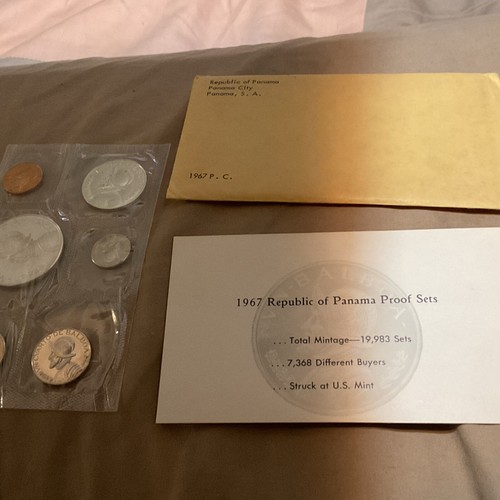 Republic of Panama
Panama City
Panama, S. A.
1967 P. C.
1967 Republic of Panama Proof Sets
...Total Mintage—19,983 Sets
...7,368 Different Buyers
...Struck at U.S. Mint
BALBOA